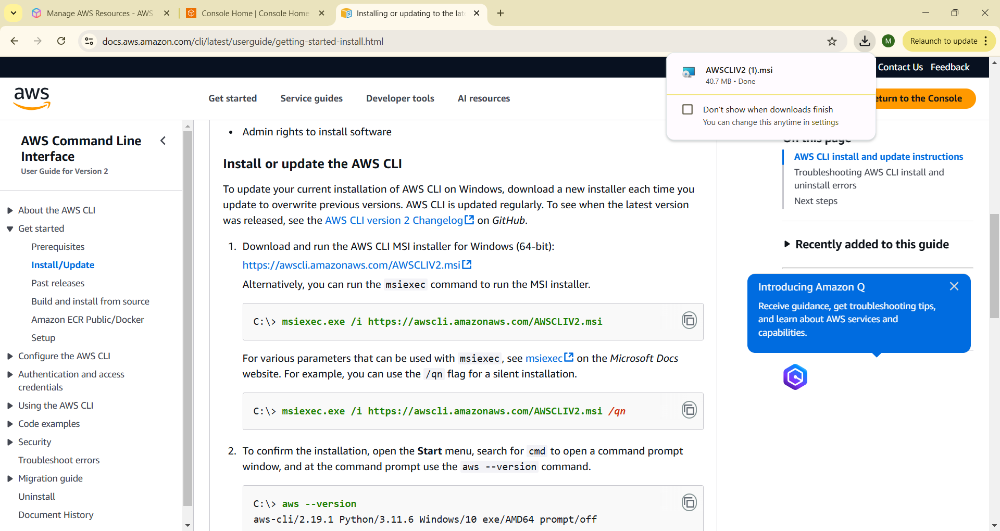 Manage AWS Resources - AWS
Console Home | Console Home
Installing or updating to the lat
docs.aws.amazon.com/cli/latest/userguide/getting-started-install.html
M
Relaunch to update
AWSCLIV2 (1).msi
40.7 MB • Done
Don't show when downloads finish
You can change this anytime in settings
Contact Us
Feedback
aws
Get started
Service guides
Developer tools
AI resources
eturn to the Console
AWS Command Line
Interface
User Guide for Version 2
About the AWS CLI
Get started
Prerequisites
Install/Update
Past releases
Build and install from source
Amazon ECR Public/Docker
Setup
Configure the AWS CLI
Authentication and access
credentials
Using the AWS CLI
Code examples
Security
Troubleshoot errors
Migration guide
Uninstall
Document History
• Admin rights to install software
Install or update the AWS CLI
To update your current installation of AWS CLI on Windows, download a new installer each time you
update to overwrite previous versions. AWS CLI is updated regularly. To see when the latest version
was released, see the AWS CLI version 2 Changelog on GitHub.
1. Download and run the AWS CLI MSI installer for Windows (64-bit):
https://awscli.amazonaws.com/AWSCLIV2.msi
Alternatively, you can run the msiexec command to run the MSI installer.
C:\> msiexec.exe /i https://awscli.amazonaws.com/AWSCLIV2.msi
For various parameters that can be used with msiexec, see msiexec on the Microsoft Docs
website. For example, you can use the /qn flag for a silent installation.
C:\> msiexec.exe /i https://awscli.amazonaws.com/AWSCLIV2.msi /qn
2. To confirm the installation, open the Start menu, search for cmd to open a command prompt
window, and at the command prompt use the aws --version command.
C:\> aws --version
aws-cli/2.19.1 Python/3.11.6 Windows/10 exe/AMD64 prompt/off
On this page
AWS CLI install and update instructions
Troubleshooting AWS CLI install and
uninstall errors
Next steps
Recently added to this guide
Introducing Amazon Q
Receive guidance, get troubleshooting tips,
and learn about AWS services and
capabilities.